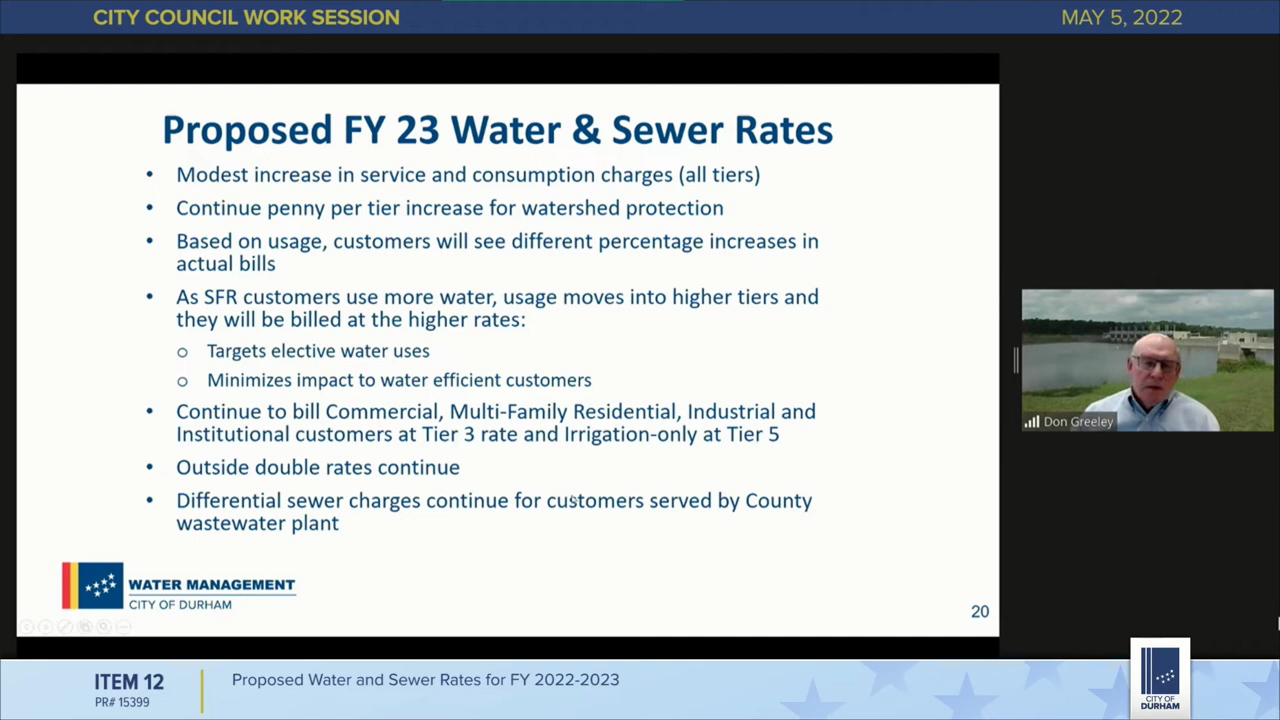 CITY COUNCIL WORK SESSION
MAY 5, 2022
Proposed FY 23 Water & Sewer Rates
• Modest increase in service and consumption charges (all tiers)
• Continue penny per tier increase for watershed protection
• Based on usage, customers will see different percentage increases in
actual bills
• As SFR customers use more water, usage moves into higher tiers and
they will be billed at the higher rates:
o Targets elective water uses
o Minimizes impact to water efficient customers
• Continue to bill Commercial, Multi-Family Residential, Industrial and
Institutional customers at Tier 3 rate and Irrigation-only at Tier 5
• Outside double rates continue
• Differential sewer charges continue for customers served by County
wastewater plant
WATER MANAGEMENT
CITY OF DURHAM
20
Don Greeley
ITEM 12
PR# 15399
Proposed Water and Sewer Rates for FY 2022-2023
CITY OF
DURHAM